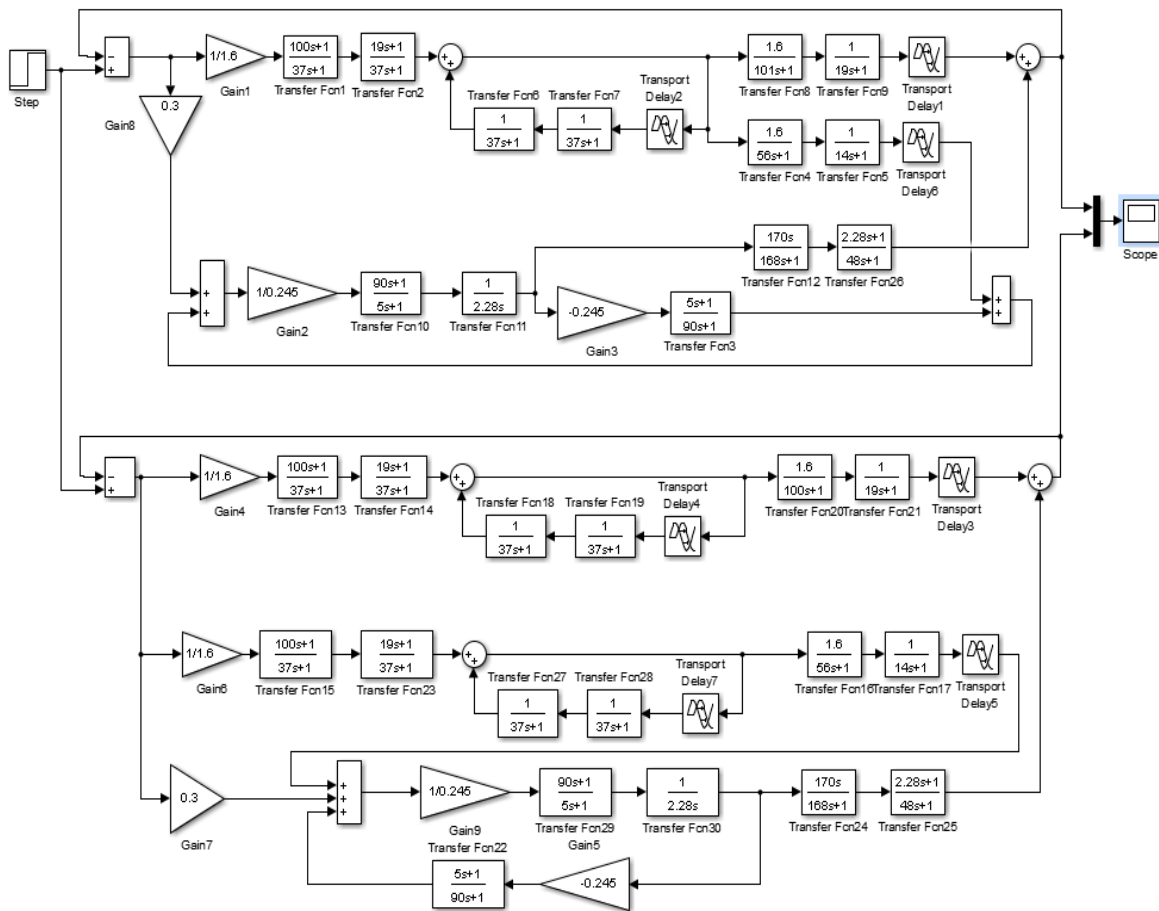 Step
1/1.6
Gain1
100s+1
37s+1
Transfer Fcn1
19s+1
37s+1
Transfer Fcn2
+
+
−
+
0.3
Gain8
Transfer Fcn6
1
37s+1
Transfer Fcn7
1
37s+1
Transport
Delay2
1.6
101s+1
Transfer Fcn8
1
19s+1
Transfer Fcn9
Transport
Delay1
+
+
1.6
56s+1
Transfer Fcn4
1
14s+1
Transfer Fcn5
Transport
Delay6
Scope
+
+
1/0.245
Gain2
90s+1
5s+1
Transfer Fcn10
1
2.28s
Transfer Fcn11
-0.245
Gain3
5s+1
90s+1
Transfer Fcn3
170s
168s+1
Transfer Fcn12
2.28s+1
48s+1
Transfer Fcn26
+
+
−
+
1/1.6
Gain4
100s+1
37s+1
Transfer Fcn13
19s+1
37s+1
Transfer Fcn14
+
+
Transfer Fcn18
1
37s+1
Transfer Fcn19
1
37s+1
Transport
Delay4
1.6
100s+1
Transfer Fcn20
1
19s+1
Transfer Fcn21
Transport
Delay3
+
+
1/1.6
Gain6
100s+1
37s+1
Transfer Fcn15
19s+1
37s+1
Transfer Fcn23
+
+
Transfer Fcn27
1
37s+1
Transfer Fcn28
1
37s+1
Transport
Delay7
1.6
56s+1
Transfer Fcn16
1
14s+1
Transfer Fcn17
Transport
Delay5
0.3
Gain7
+
+
+
1/0.245
Gain9
90s+1
5s+1
Transfer Fcn29
1
2.28s
Transfer Fcn30
170s
168s+1
Transfer Fcn24
2.28s+1
48s+1
Transfer Fcn25
Gain5
Transfer Fcn22
5s+1
90s+1
-0.245